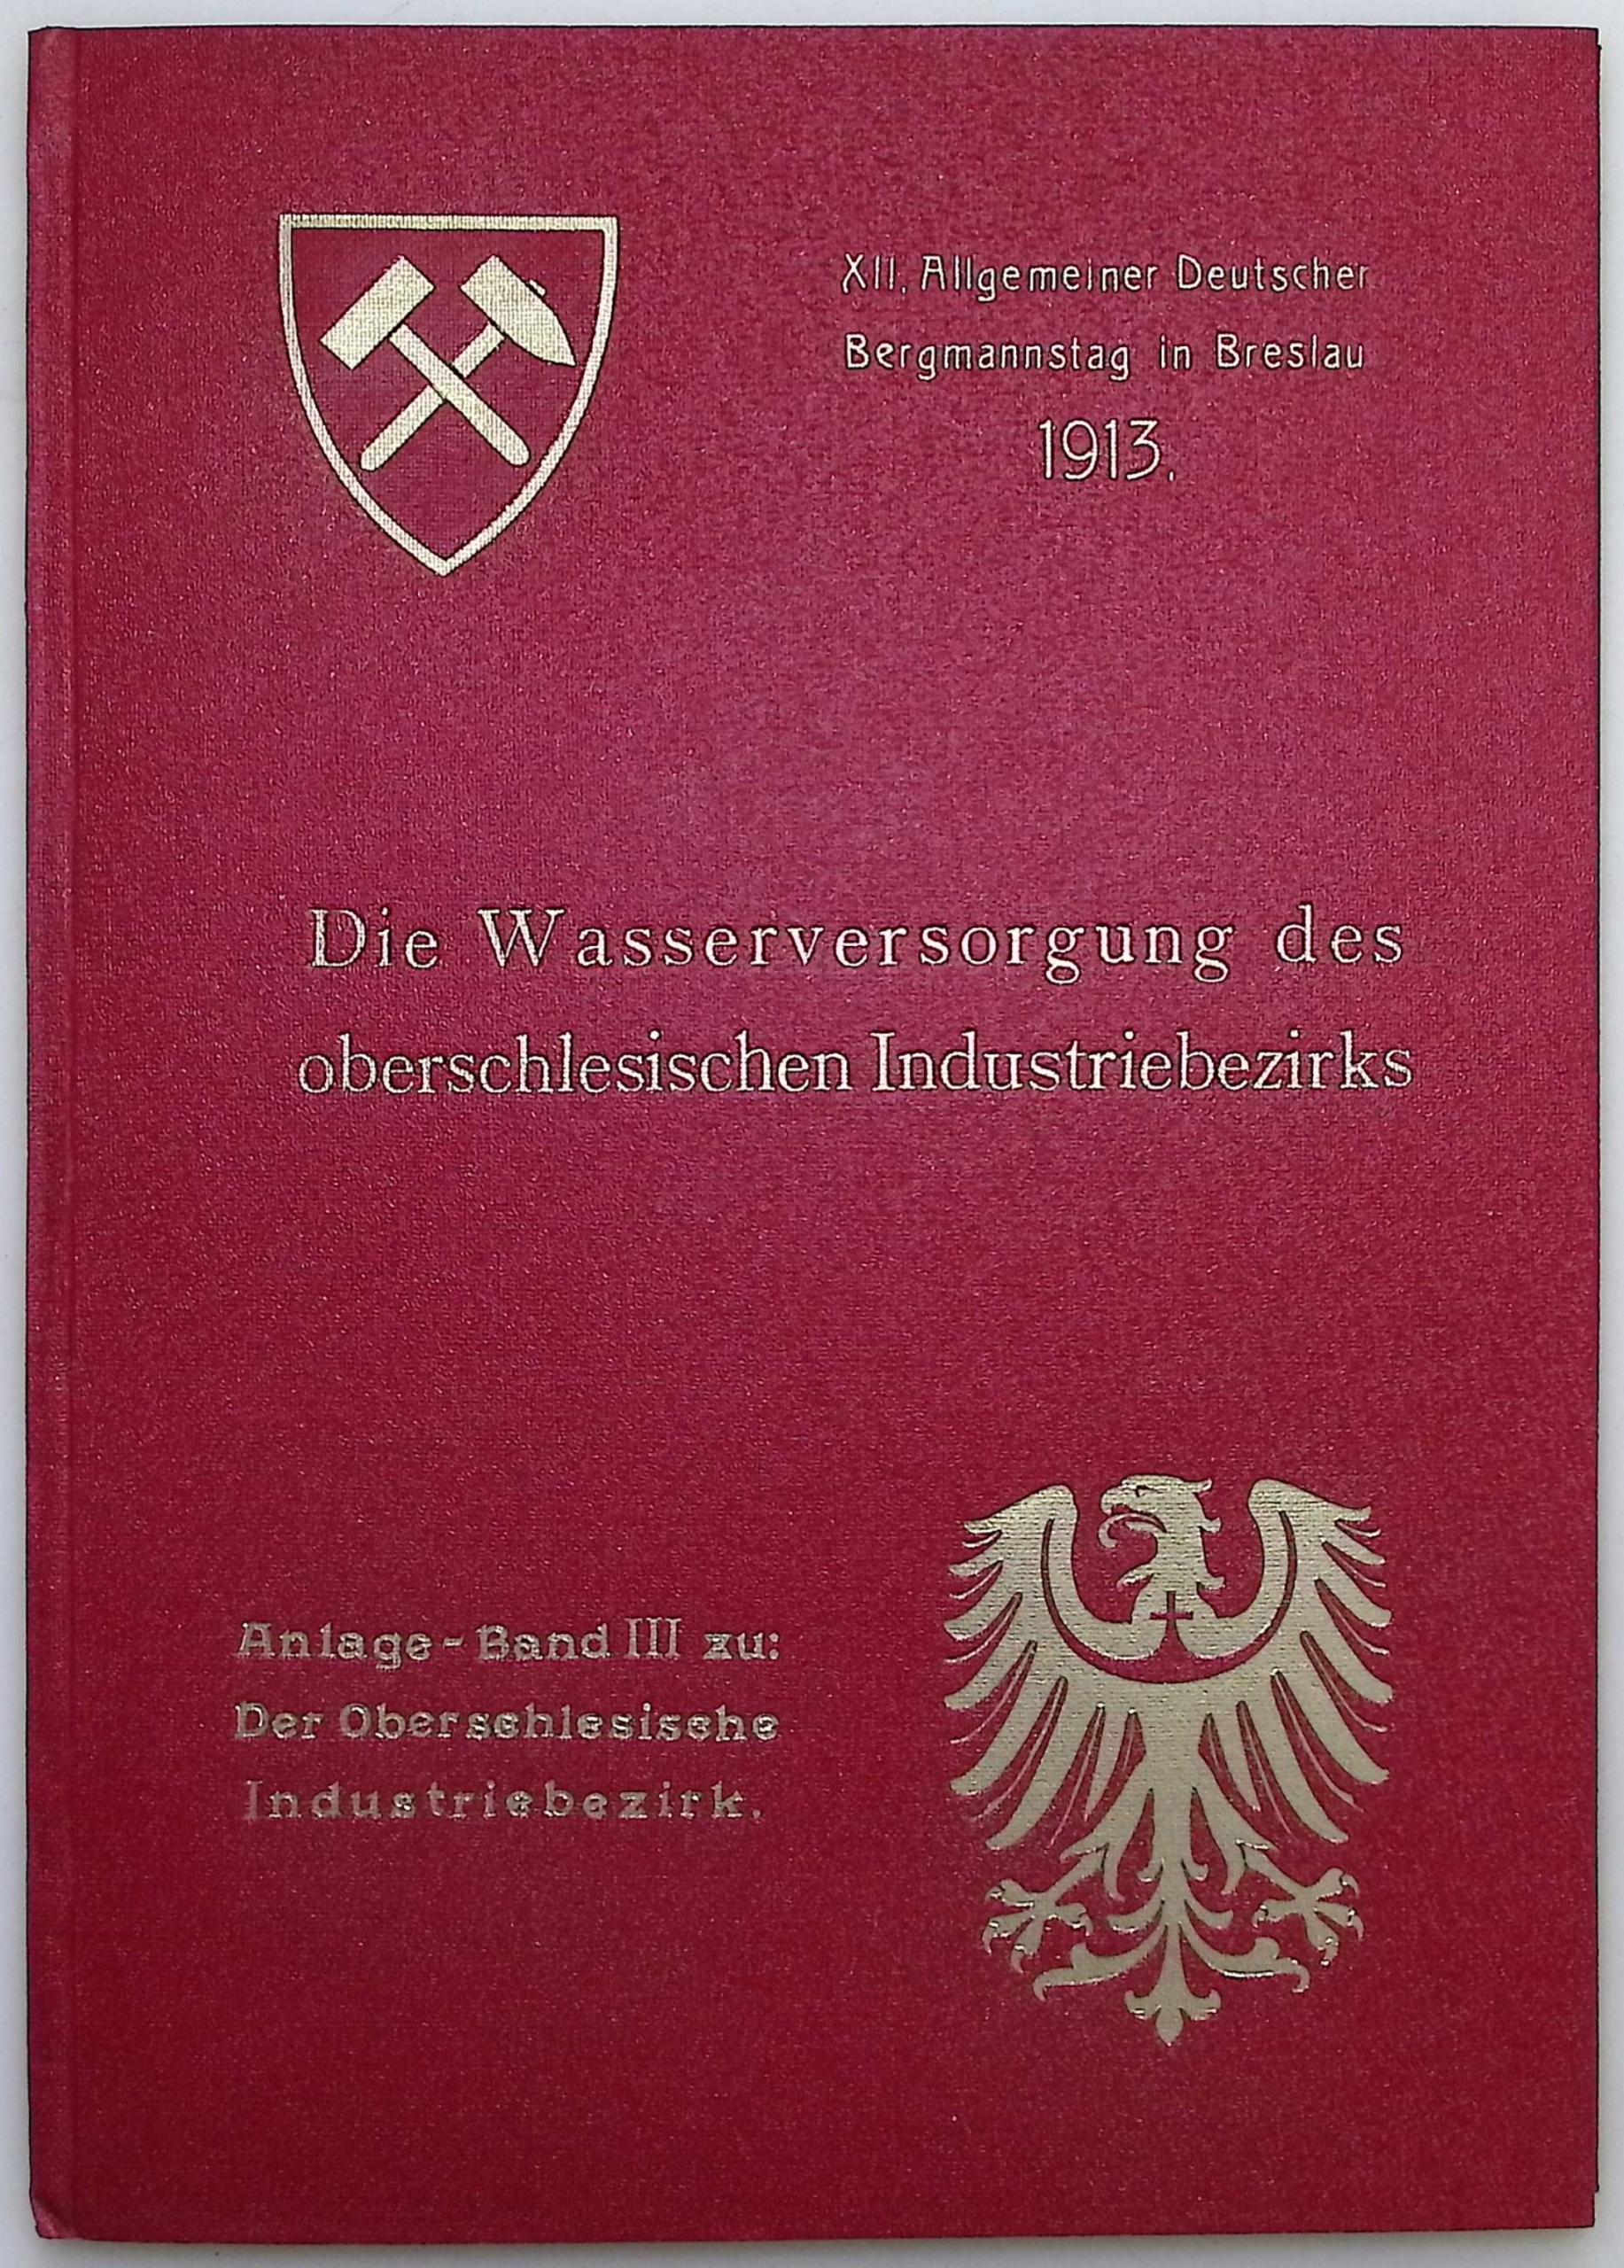 XII. Allgemeiner Deutscher
Bergmannstag in Breslau
1913.
Die Wasserversorgung des
oberschlesischen Industriebezirks
Anlage-Band III zu:
Der Oberschlesische
Industriebezirk.